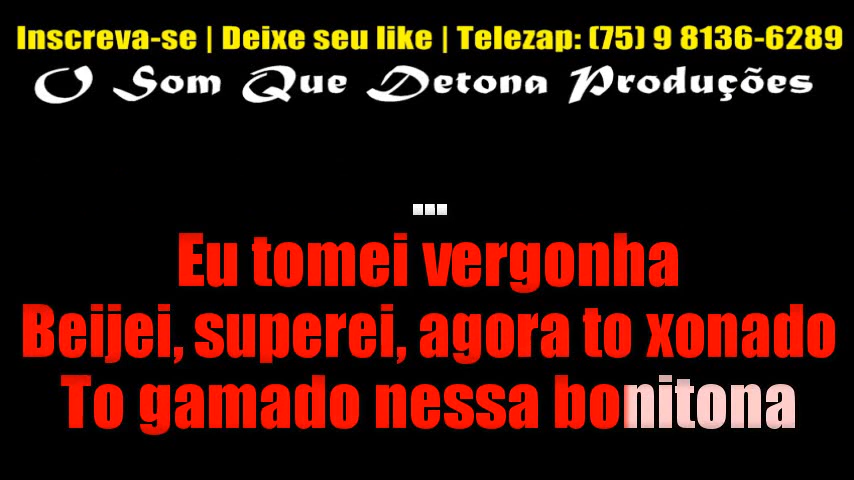 Inscreva-se | Deixe seu like | Telezap: (75) 9 8136-6289
O Som Que Detona Produções
...
Eu tomei vergonha
Beijei, superei, agora to xonado
To gamado nessa bonitona